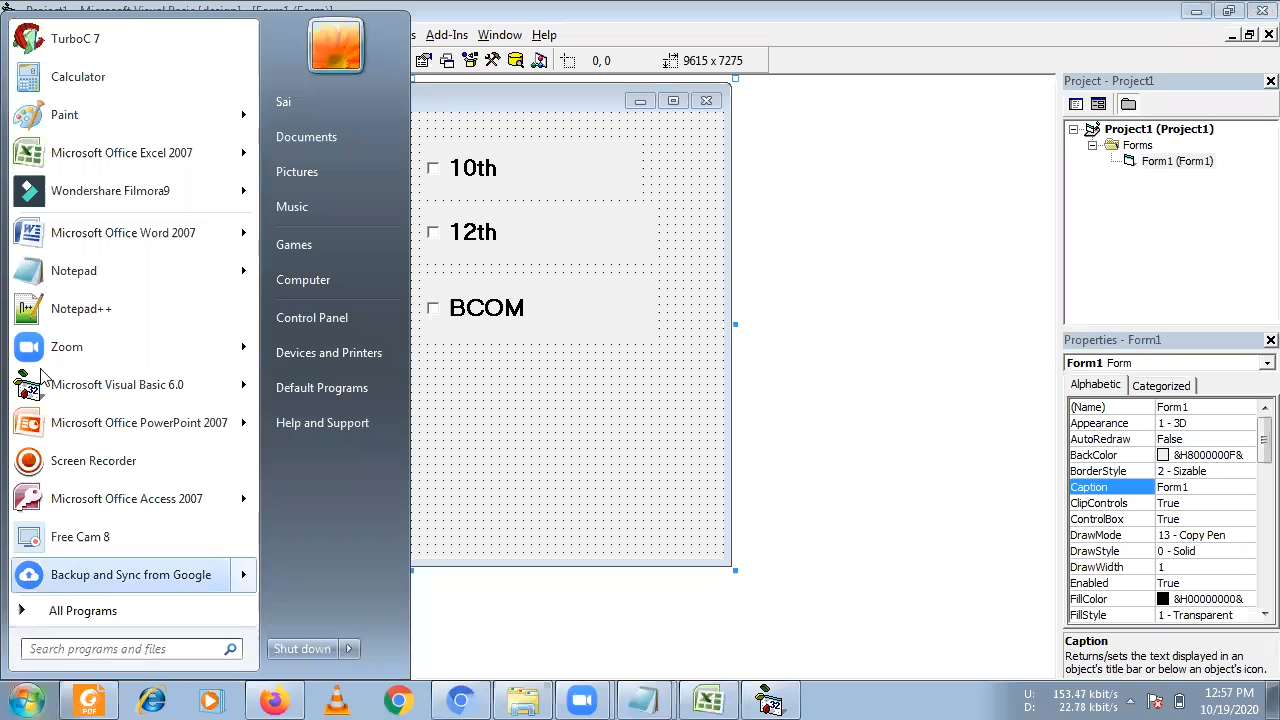 TurboC 7
Calculator
Paint
Microsoft Office Excel 2007
Wondershare Filmora9
Microsoft Office Word 2007
Notepad
Notepad++
Zoom
Microsoft Visual Basic 6.0
Microsoft Office PowerPoint 2007
Screen Recorder
Microsoft Office Access 2007
Free Cam 8
Backup and Sync from Google
All Programs
Search programs and files
Sai
Documents
Pictures
Music
Games
Computer
Control Panel
Devices and Printers
Default Programs
Help and Support
Shut down
Add-Ins Window Help
0, 0 9615 x 7275
10th
12th
BCOM
Project - Project1
Project1 (Project1)
Forms
Form1 (Form1)
Properties - Form1
Form1 Form
Alphabetic Categorized
(Name) Form1
Appearance 1 - 3D
AutoRedraw False
BackColor &H8000000F&
BorderStyle 2 - Sizable
Caption Form1
ClipControls True
ControlBox True
DrawMode 13 - Copy Pen
DrawStyle 0 - Solid
DrawWidth 1
Enabled True
FillColor &H00000000&
FillStyle 1 - Transparent
Caption
Returns/sets the text displayed in an
object's title bar or below an object's icon.
PDF
U: 153.47 kbit/s
D: 22.78 kbit/s
12:57 PM
10/19/2020